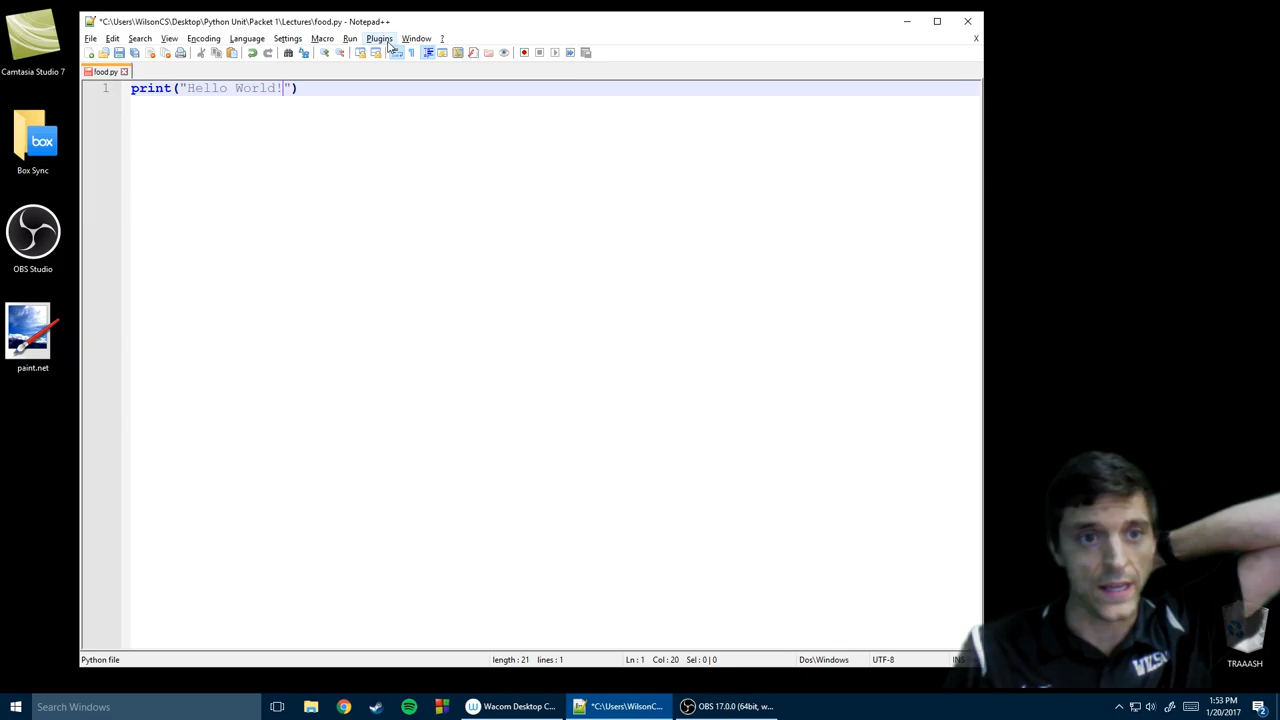 *C:\Users\WilsonCS\Desktop\Python Unit\Packet 1\Lectures\food.py - Notepad++
File Edit Search View Encoding Language Settings Macro Run Plugins Window ? X
food.py
1 print("Hello World!")
Camtasia Studio 7
box
Box Sync
OBS Studio
paint.net
TRAAASH
Python file length : 21 lines : 1 Ln : 1 Col : 20 Sel : 0 | 0 Dos\Windows UTF-8 INS
Search Windows
Wacom Desktop C...
*C:\Users\WilsonC...
OBS 17.0.0 (64bit, w...
1:53 PM
1/20/2017
2